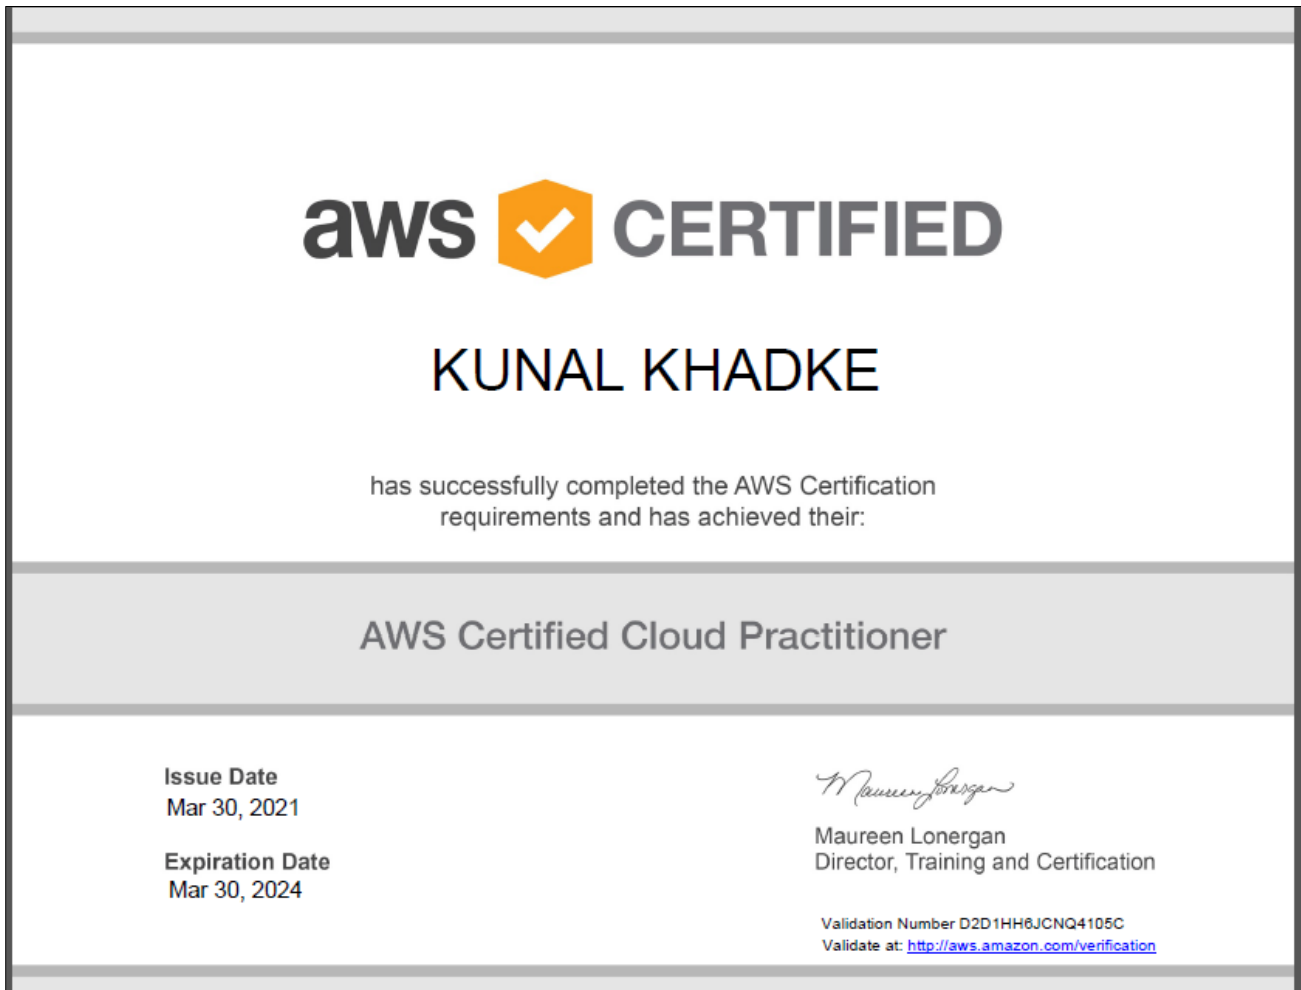 aws CERTIFIED
KUNAL KHADKE
has successfully completed the AWS Certification
requirements and has achieved their:
AWS Certified Cloud Practitioner
Issue Date
Mar 30, 2021
Expiration Date
Mar 30, 2024
Maureen Lonergan
Maureen Lonergan
Director, Training and Certification
Validation Number D2D1HH6JCNQ4105C
Validate at: http://aws.amazon.com/verification